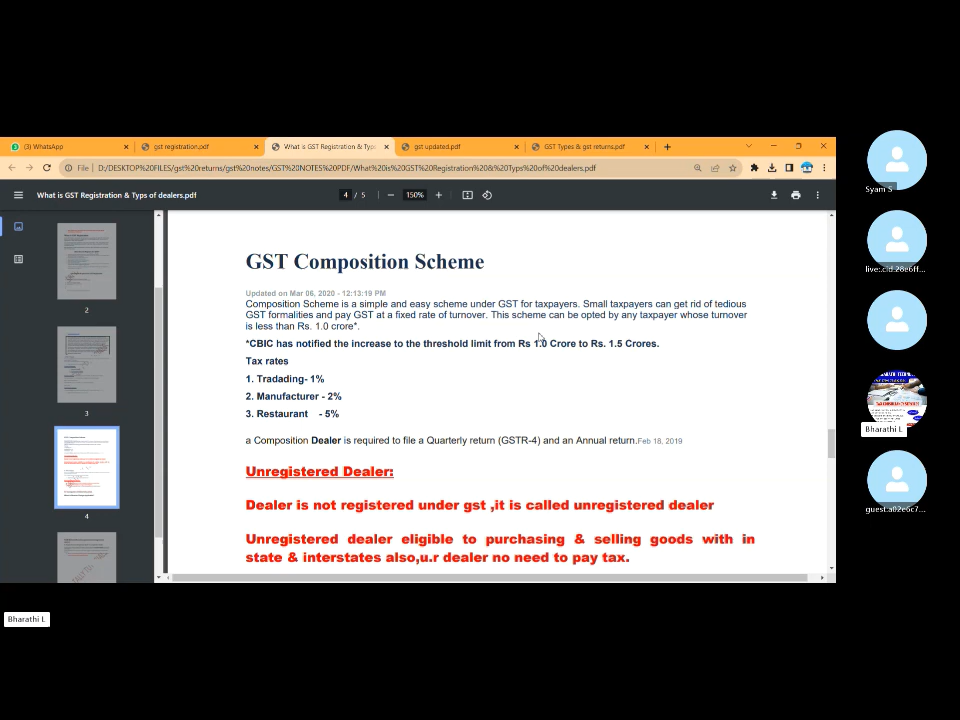 (3) WhatsApp
gst registration.pdf
What is GST Registration & Typ
gst updated.pdf
GST Types & gst returns.pdf
File
D:/DESKTOP%20FILES/gst%20returns/gst%20notes/GST%20NOTES%20PDF/What%20is%20GST%20Registration%20&%20Typs%20of%20dealers.pdf
What is GST Registration & Typs of dealers.pdf
4 / 5
150%
2
3
4
GST Composition Scheme
Updated on Mar 06, 2020 - 12:13:19 PM
Composition Scheme is a simple and easy scheme under GST for taxpayers. Small taxpayers can get rid of tedious
GST formalities and pay GST at a fixed rate of turnover. This scheme can be opted by any taxpayer whose turnover
is less than Rs. 1.0 crore*.
*CBIC has notified the increase to the threshold limit from Rs 1.0 Crore to Rs. 1.5 Crores.
Tax rates
1. Tradading- 1%
2. Manufacturer - 2%
3. Restaurant - 5%
a Composition Dealer is required to file a Quarterly return (GSTR-4) and an Annual return.Feb 18, 2019
Unregistered Dealer:
Dealer is not registered under gst ,it is called unregistered dealer
Unregistered dealer eligible to purchasing & selling goods with in
state & interstates also,u.r dealer no need to pay tax.
Syam S
live:.cid.28e6ff...
Bharathi L
guest:a02e6c7...
Bharathi L